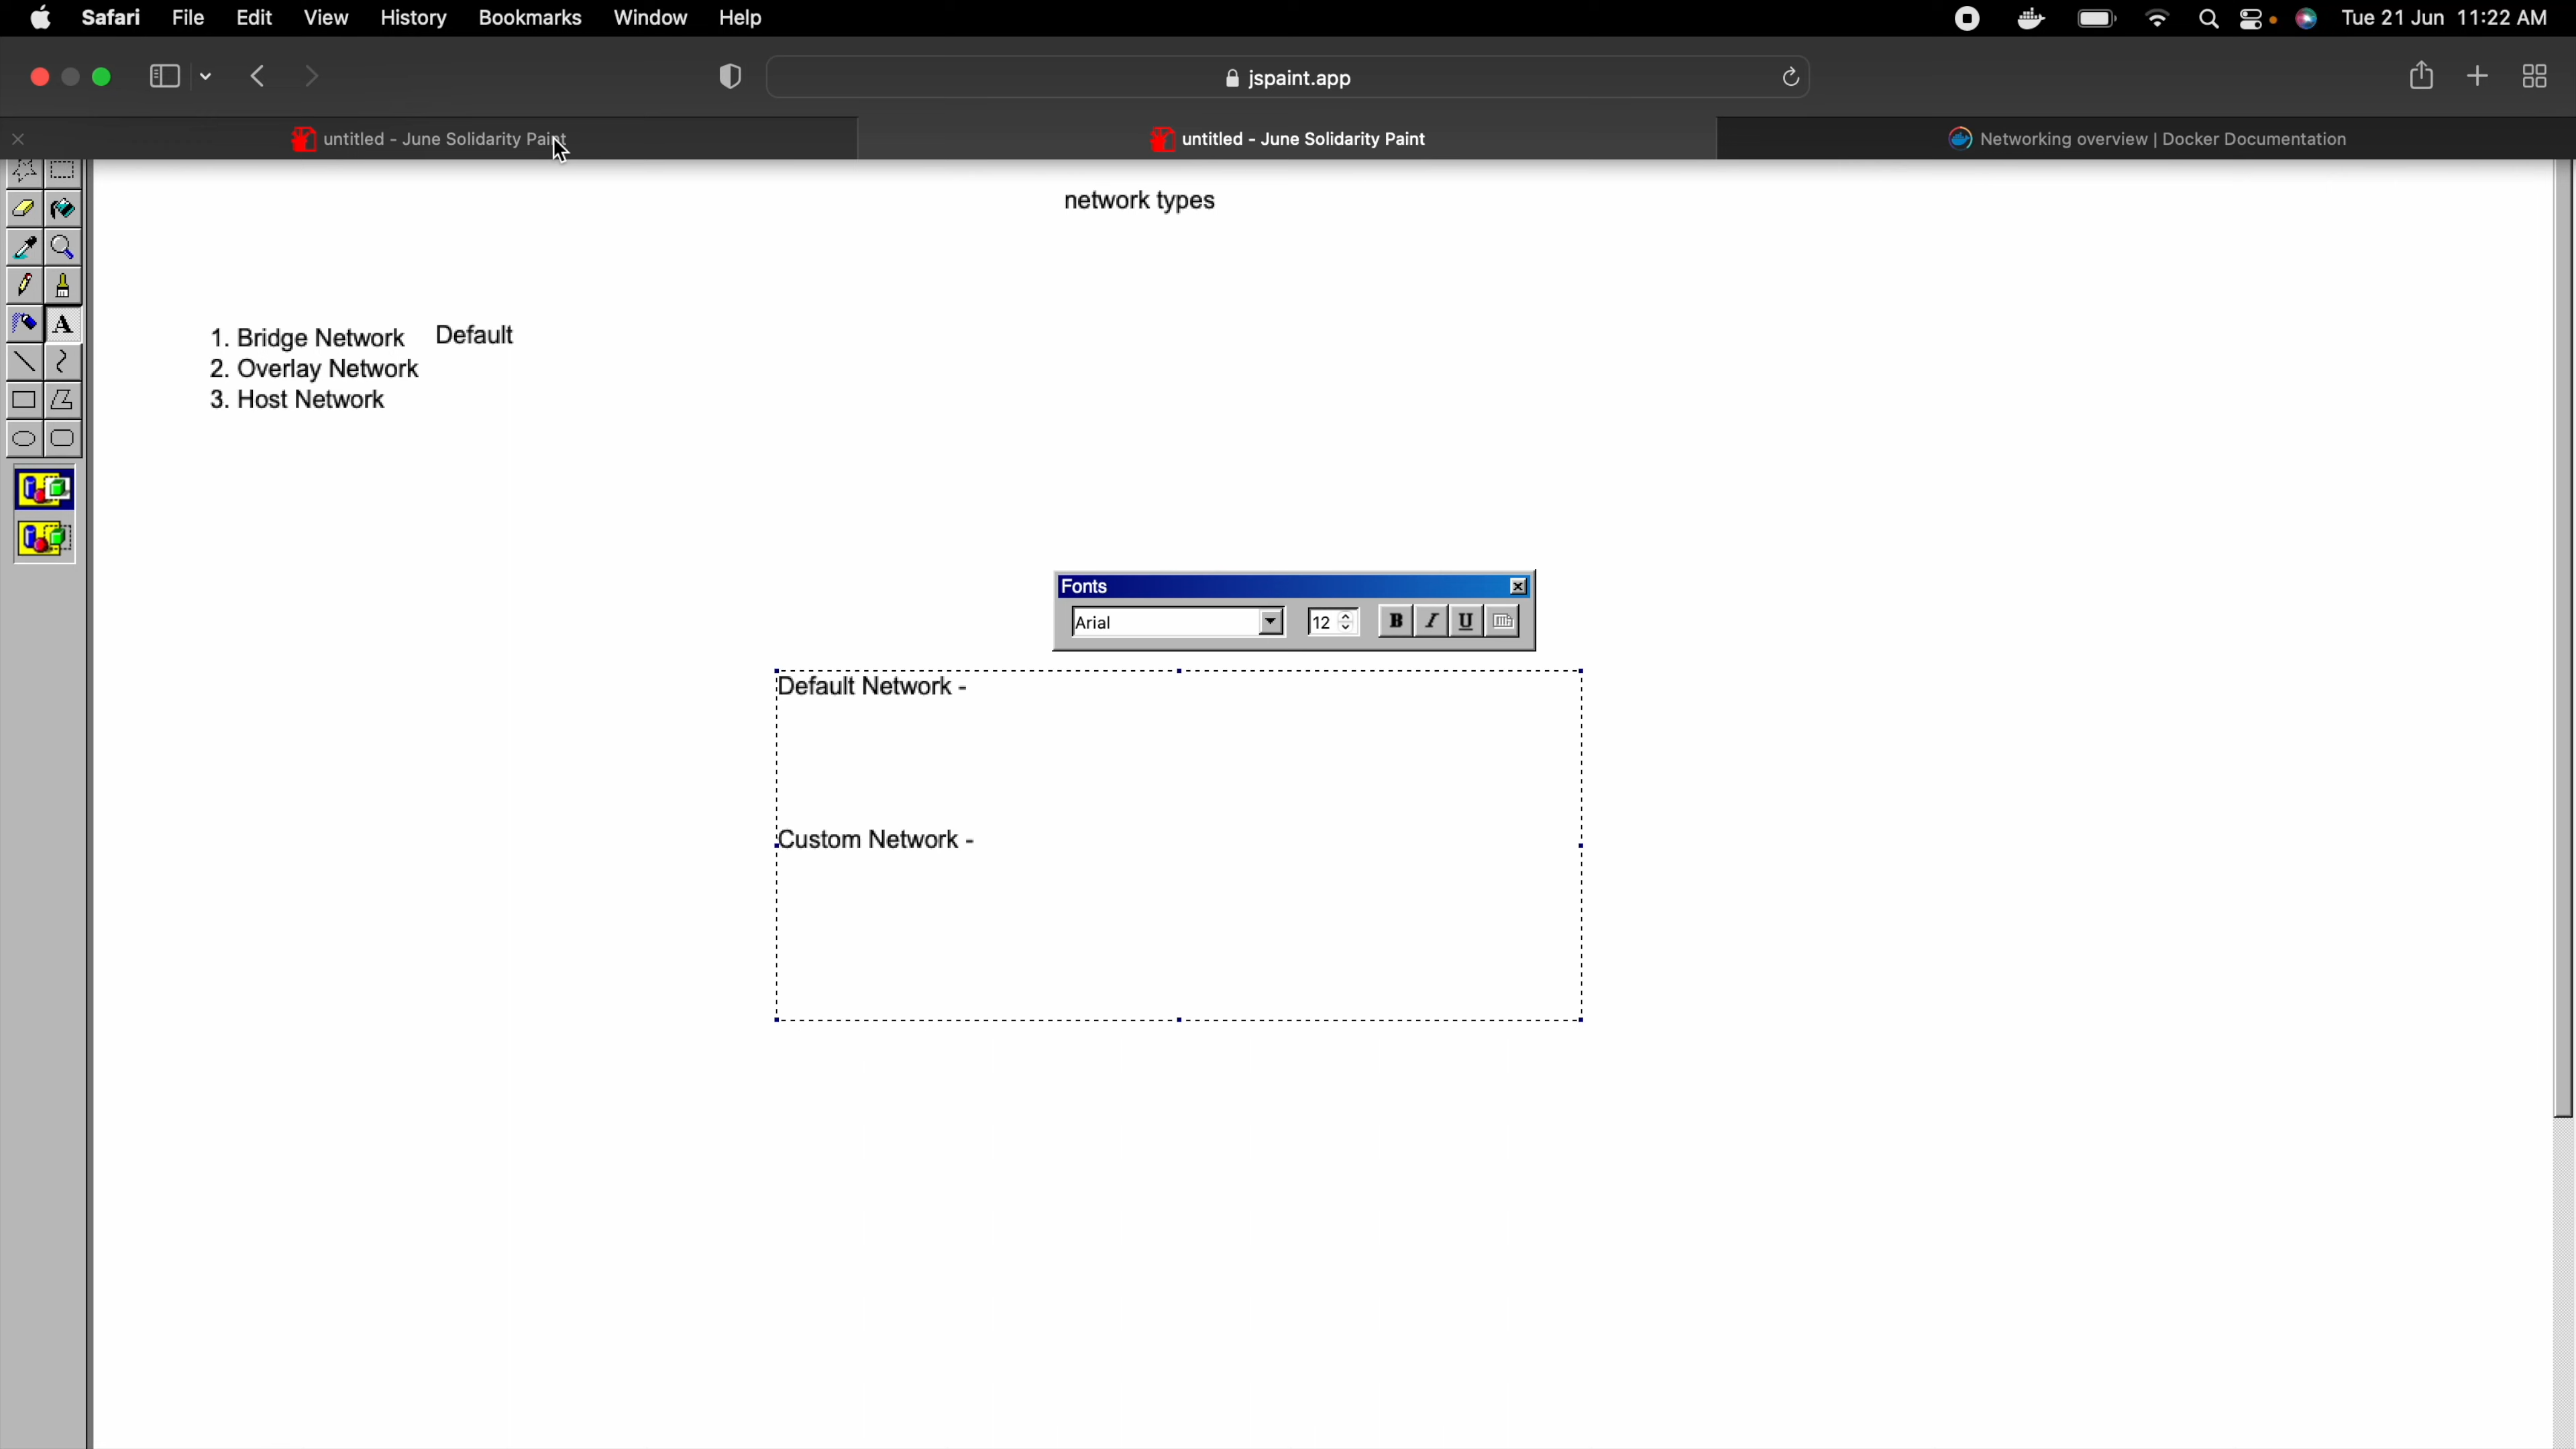 Safari File Edit View History Bookmarks Window Help Tue 21 Jun 11:22 AM
jspaint.app
untitled - June Solidarity Paint untitled - June Solidarity Paint Networking overview | Docker Documentation
network types
1. Bridge Network Default
2. Overlay Network
3. Host Network
Fonts
Arial 12 B I U
Default Network -
Custom Network -